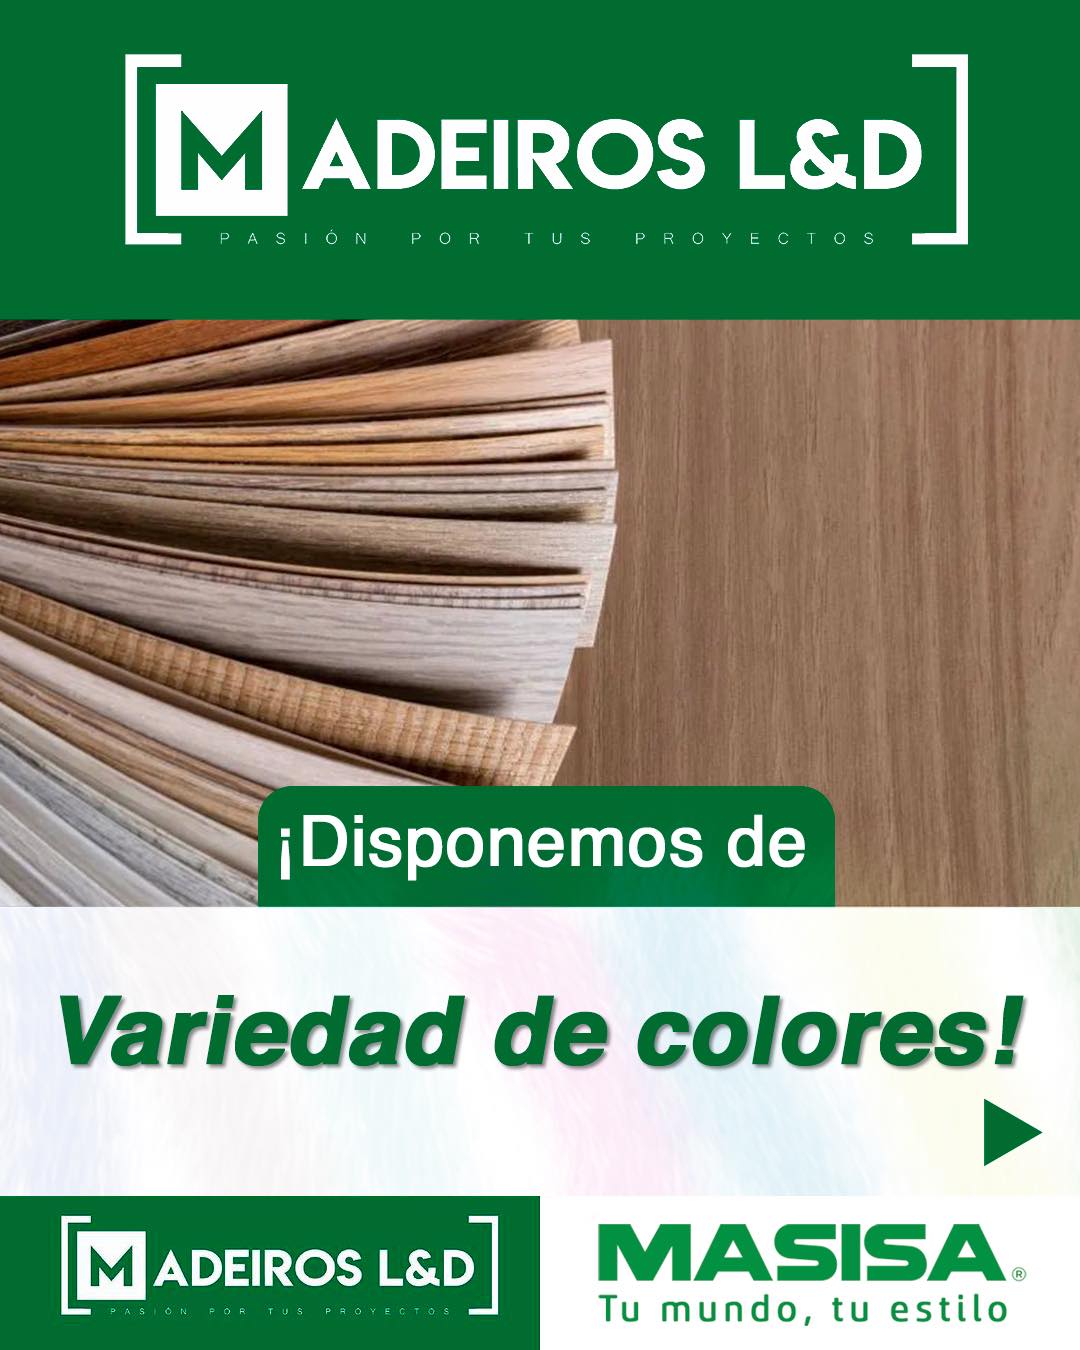 MADEIROS L&D
PASIÓN POR TUS PROYECTOS
¡Disponemos de
Variedad de colores!
MADEIROS L&D
PASIÓN POR TUS PROYECTOS
MASISA®
Tu mundo, tu estilo